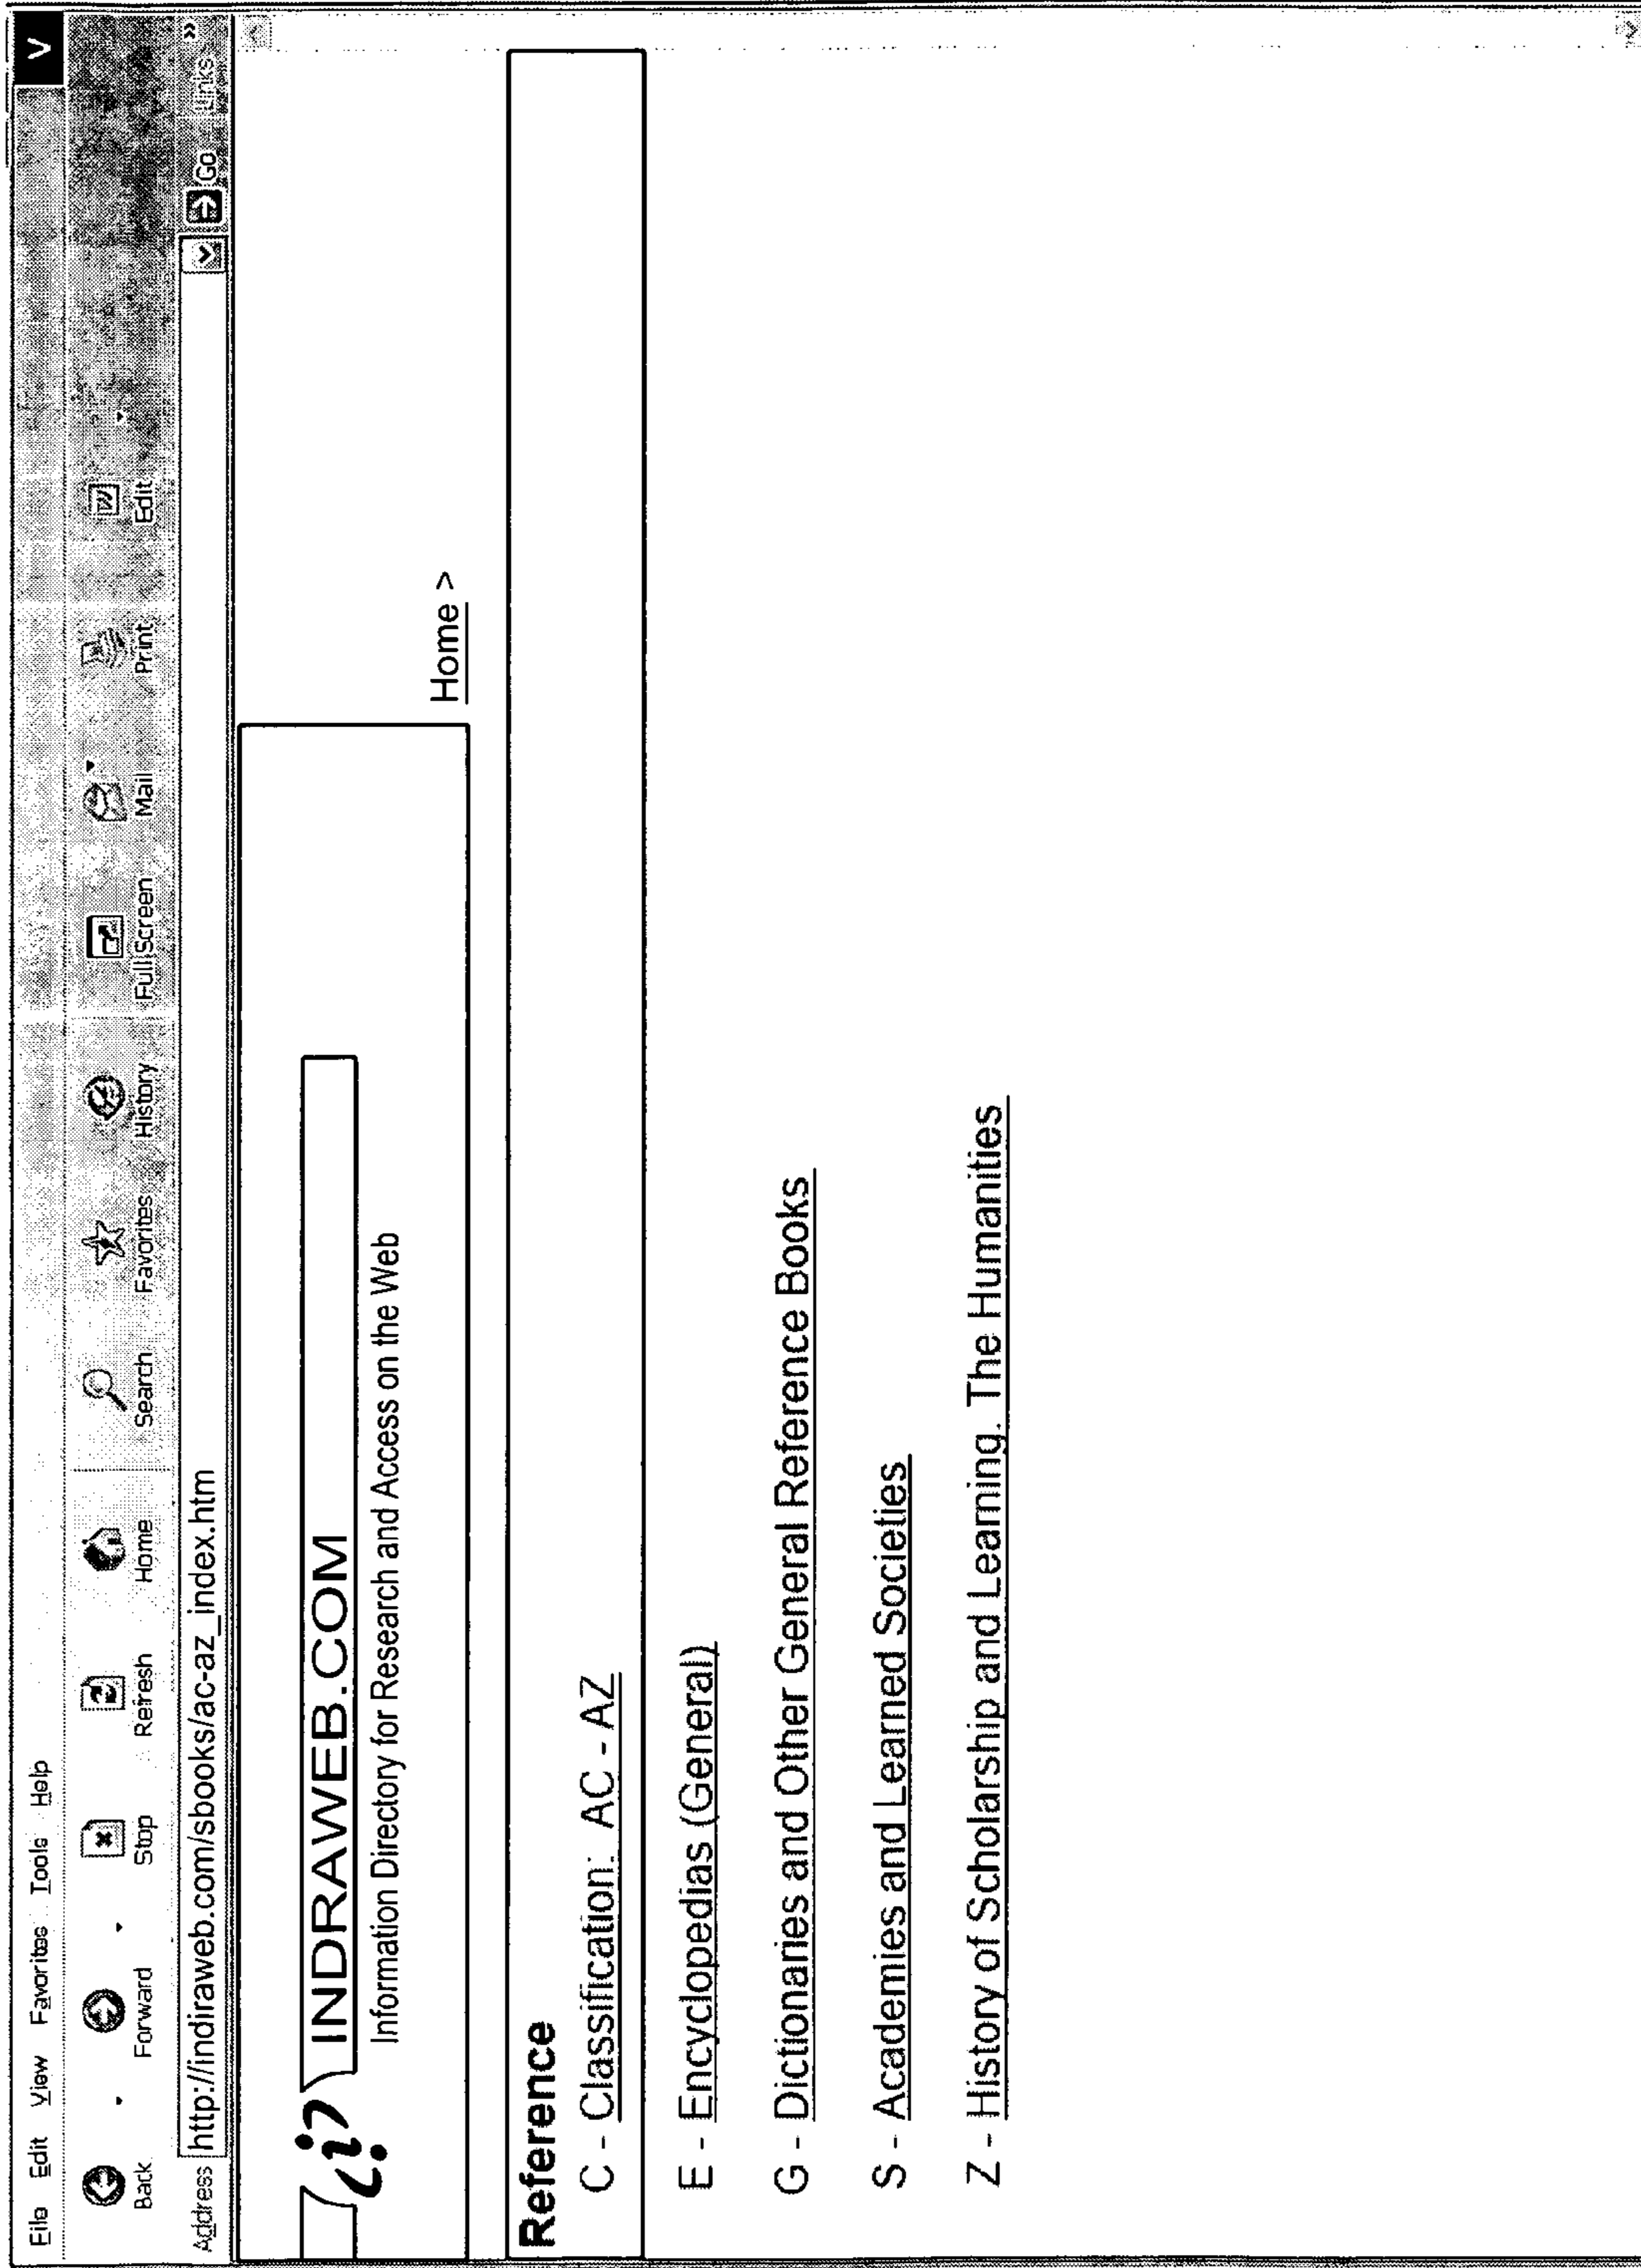 File Edit View Favorites Tools Help
Back Forward Stop Refresh Home Search Favorites History Full Screen Mail Print Edit
Address http://indiraweb.com/sbooks/ac-az_index.htm Go Links »
i? INDRAWEB.COM
Information Directory for Research and Access on the Web
Home >
Reference
C - Classification: AC - AZ
E - Encyclopedias (General)
G - Dictionaries and Other General Reference Books
S - Academies and Learned Societies
Z - History of Scholarship and Learning. The Humanities